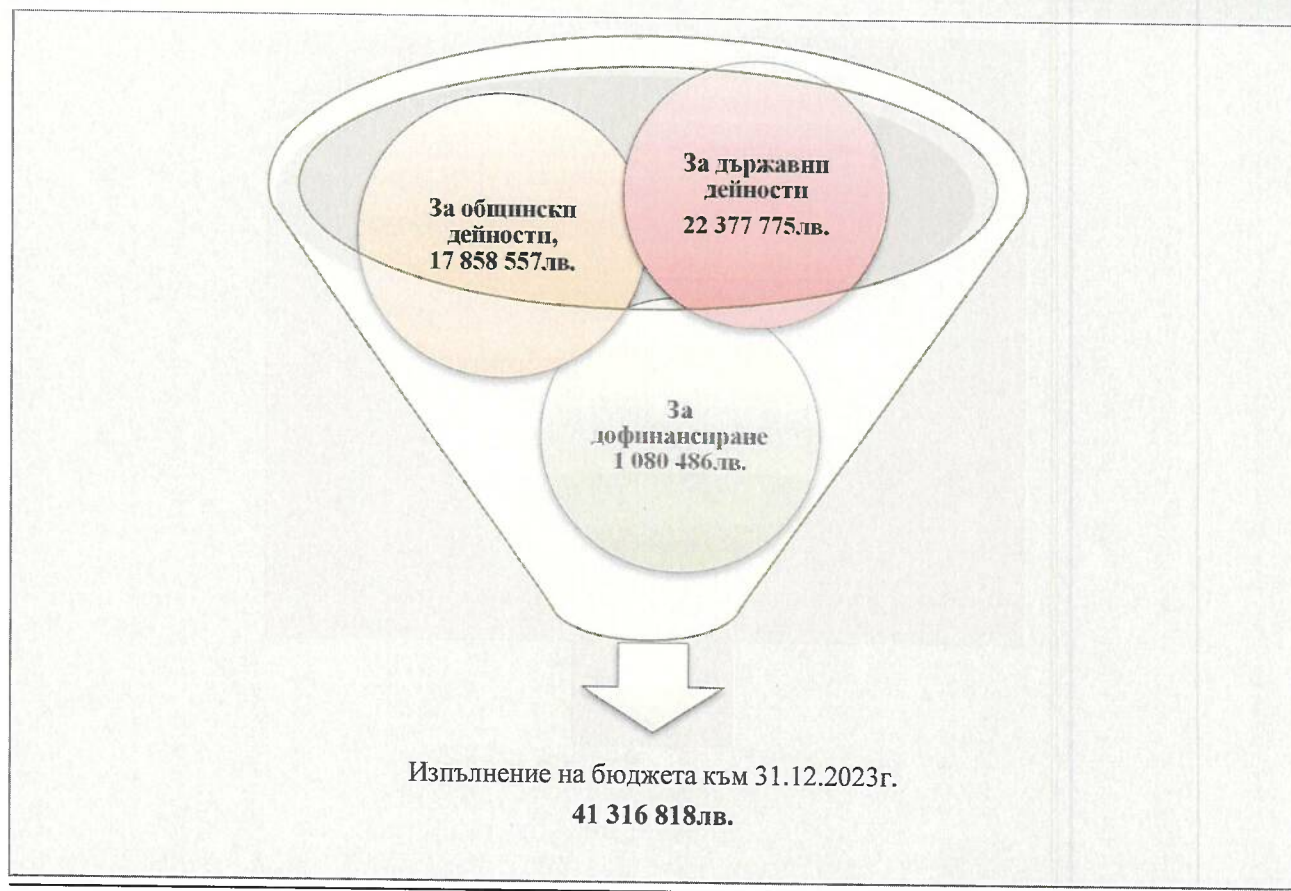 За общински
дейности,
17 858 557лв.
За държавни
дейности
22 377 775лв.
За
дофинансиране
1 080 486лв.
Изпълнение на бюджета към 31.12.2023г.
41 316 818лв.